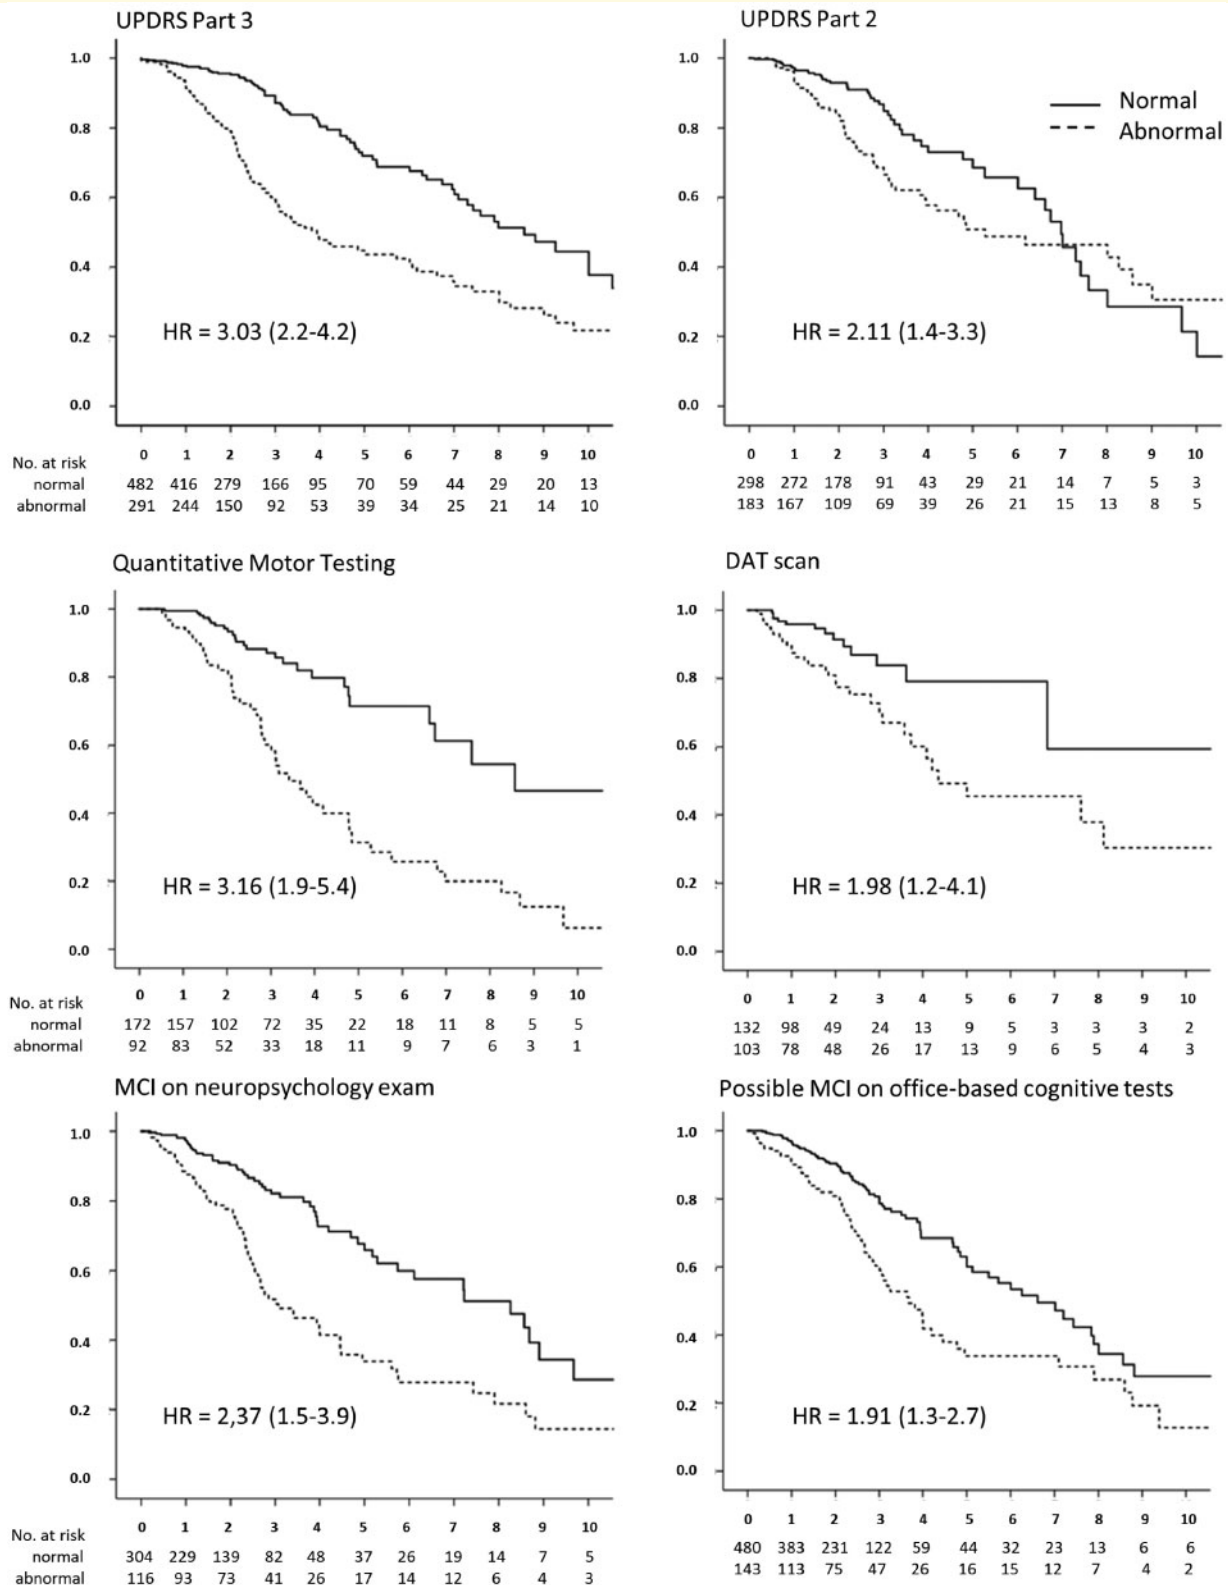 UPDRS Part 3
1.0
0.8
0.6
0.4
0.2
0.0
HR = 3.03 (2.2-4.2)
0 1 2 3 4 5 6 7 8 9 10
No. at risk
normal 482 416 279 166 95 70 59 44 29 20 13
abnormal 291 244 150 92 53 39 34 25 21 14 10
UPDRS Part 2
1.0
0.8
0.6
0.4
0.2
0.0
Normal
Abnormal
HR = 2.11 (1.4-3.3)
0 1 2 3 4 5 6 7 8 9 10
298 272 178 91 43 29 21 14 7 5 3
183 167 109 69 39 26 21 15 13 8 5
Quantitative Motor Testing
1.0
0.8
0.6
0.4
0.2
0.0
HR = 3.16 (1.9-5.4)
0 1 2 3 4 5 6 7 8 9 10
No. at risk
normal 172 157 102 72 35 22 18 11 8 5 5
abnormal 92 83 52 33 18 11 9 7 6 3 1
DAT scan
1.0
0.8
0.6
0.4
0.2
0.0
HR = 1.98 (1.2-4.1)
0 1 2 3 4 5 6 7 8 9 10
132 98 49 24 13 9 5 3 3 3 2
103 78 48 26 17 13 9 6 5 4 3
MCI on neuropsychology exam
1.0
0.8
0.6
0.4
0.2
0.0
HR = 2,37 (1.5-3.9)
0 1 2 3 4 5 6 7 8 9 10
No. at risk
normal 304 229 139 82 48 37 26 19 14 7 5
abnormal 116 93 73 41 26 17 14 12 6 4 3
Possible MCI on office-based cognitive tests
1.0
0.8
0.6
0.4
0.2
0.0
HR = 1.91 (1.3-2.7)
0 1 2 3 4 5 6 7 8 9 10
480 383 231 122 59 44 32 23 13 6 6
143 113 75 47 26 16 15 12 7 4 2